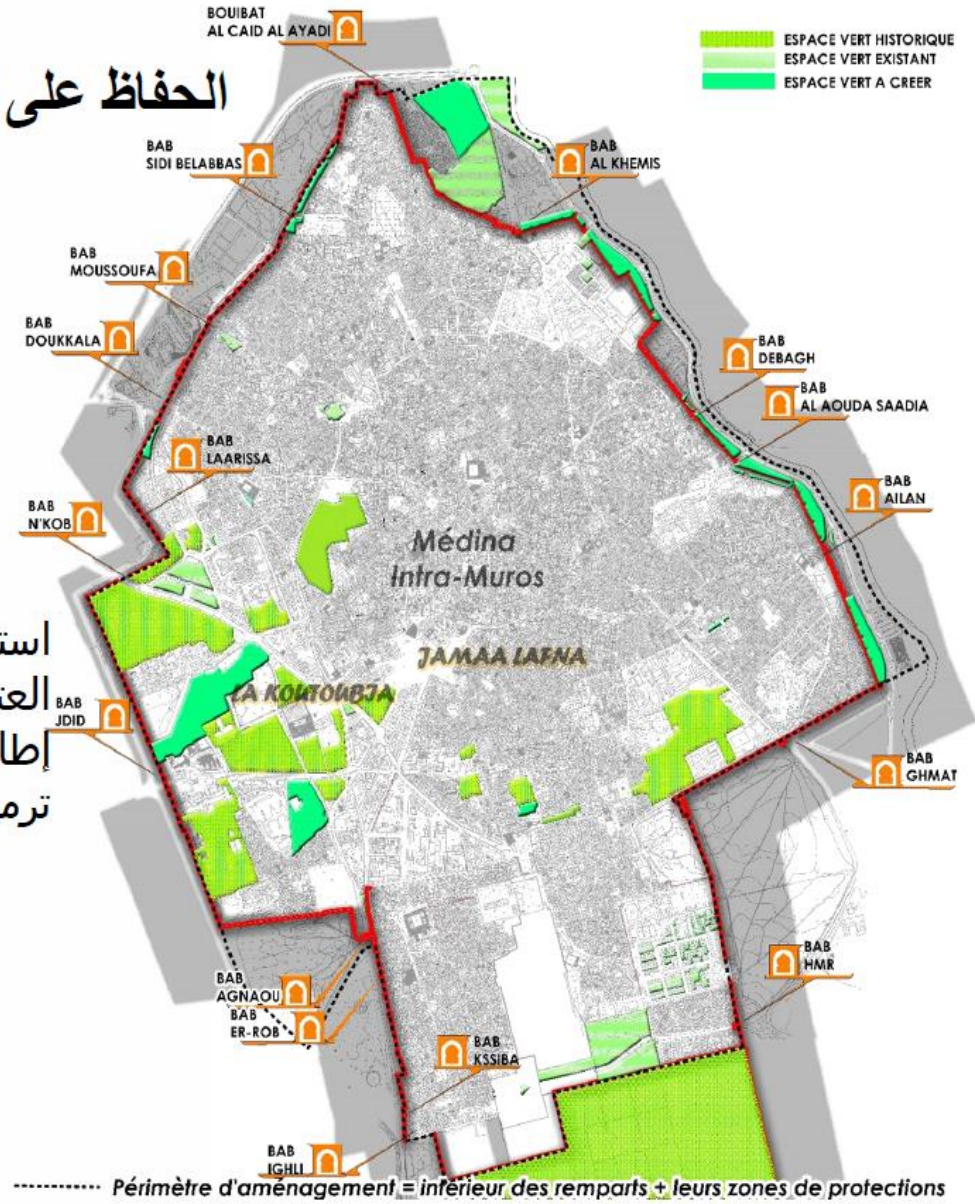 BOUIBAT
AL CAID AL AYADI
ESPACE VERT HISTORIQUE
ESPACE VERT EXISTANT
ESPACE VERT A CREER
الحفاظ على
BAB
SIDI BELABBAS
BAB
AL KHEMIS
BAB
MOUSSOUFA
BAB
DOUKKALA
BAB
DEBAGH
BAB
AL AOUDA SAADIA
BAB
LAARISSA
BAB
AILAN
BAB
N'KOB
Médina
Intra-Muros
JAMAA LAFNA
LA KOUTOUBIA
BAB
JDID
BAB
GHMAT
BAB
HMR
BAB
AGNAOU
BAB
ER-ROB
BAB
KSSIBA
BAB
IGHLI
Périmètre d'aménagement = intérieur des remparts + leurs zones de protections